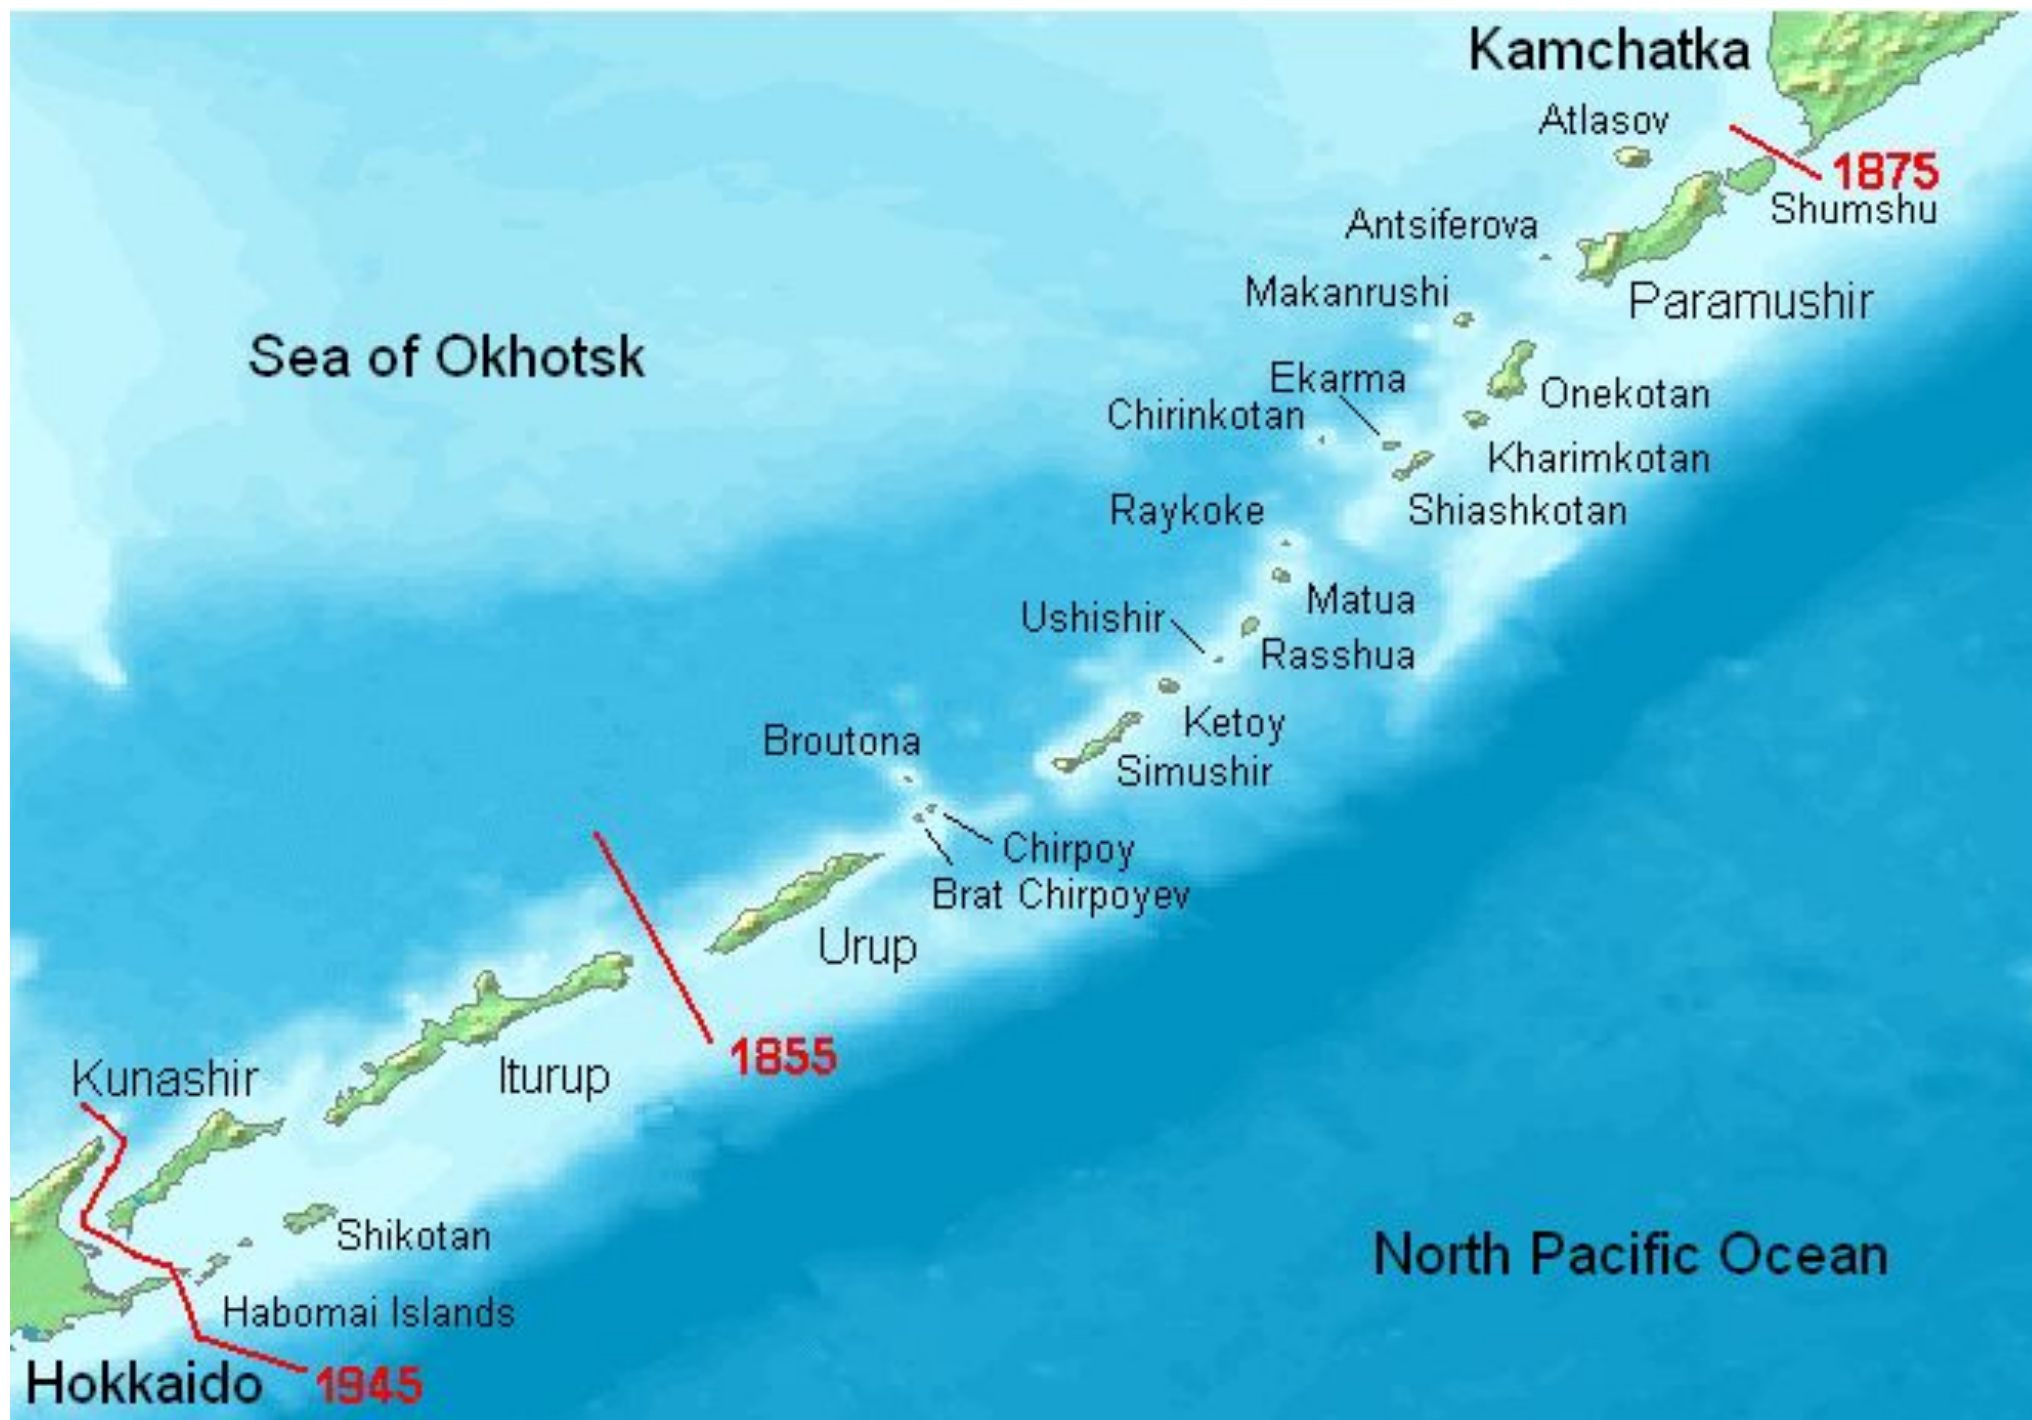 Kamchatka
Atlasov
1875
Shumshu
Antsiferova
Makanrushi
Paramushir
Sea of Okhotsk
Ekarma
Onekotan
Chirinkotan
Kharimkotan
Raykoke
Shiashkotan
Matua
Ushishir
Rasshua
Ketoy
Broutona
Simushir
Chirpoy
Brat Chirpoyev
Urup
1855
Kunashir
Iturup
Shikotan
North Pacific Ocean
Habomai Islands
Hokkaido
1945